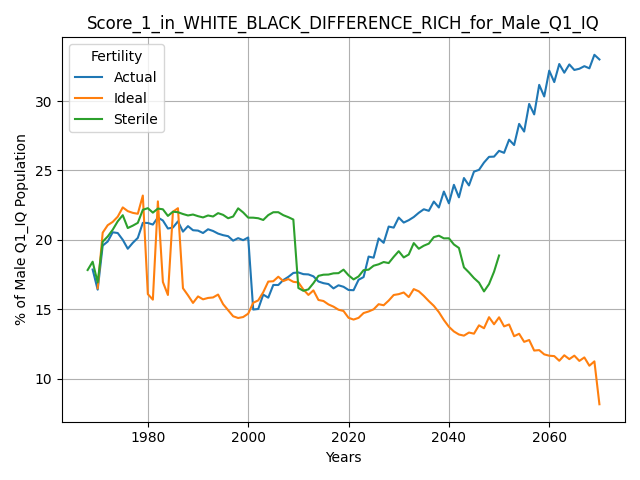 Score_1_in_WHITE_BLACK_DIFFERENCE_RICH_for_Male_Q1_IQ
Fertility
Actual
Ideal
Sterile
% of Male Q1_IQ Population
30
25
20
15
10
1980
2000
2020
2040
2060
Years